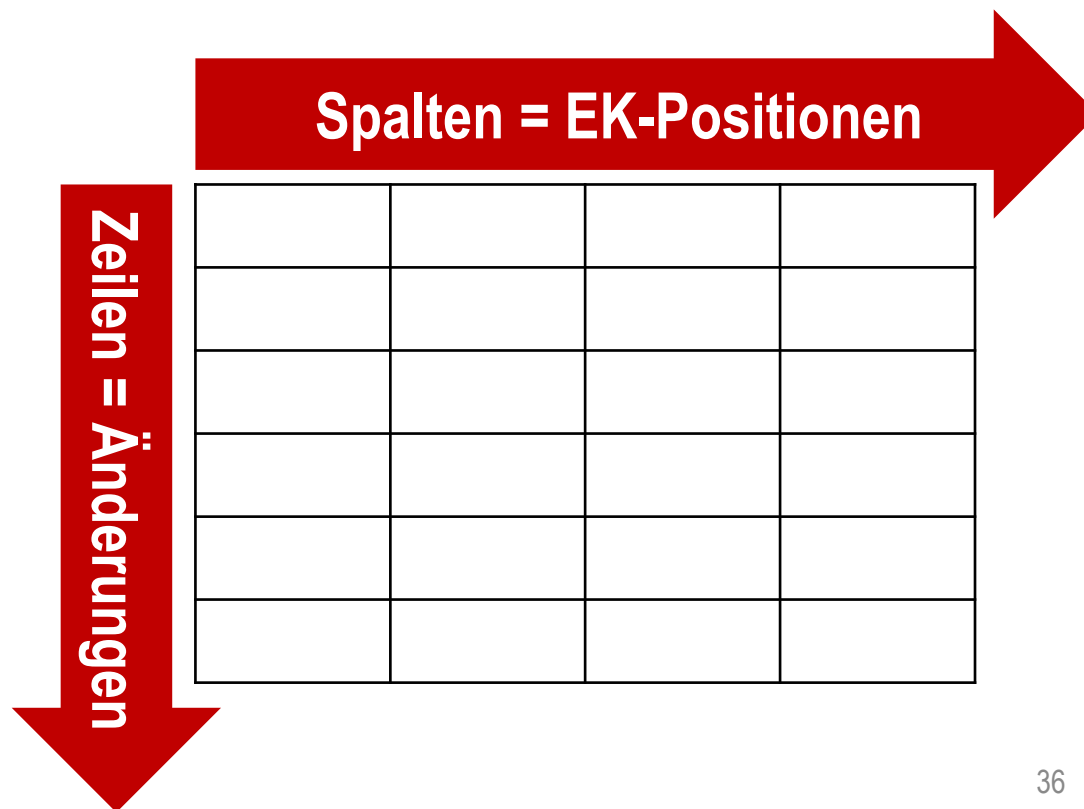 Spalten = EK-Positionen
Zeilen = Änderungen
36